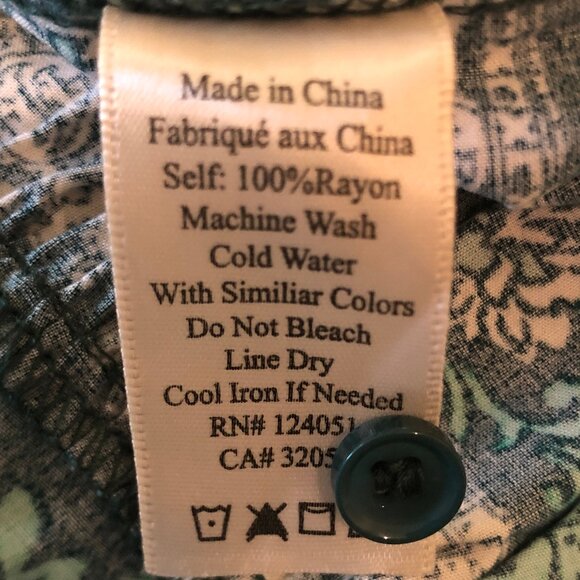 Made in China
Fabriqué aux China
Self: 100%Rayon
Machine Wash
Cold Water
With Similiar Colors
Do Not Bleach
Line Dry
Cool Iron If Needed
RN# 124051
CA#